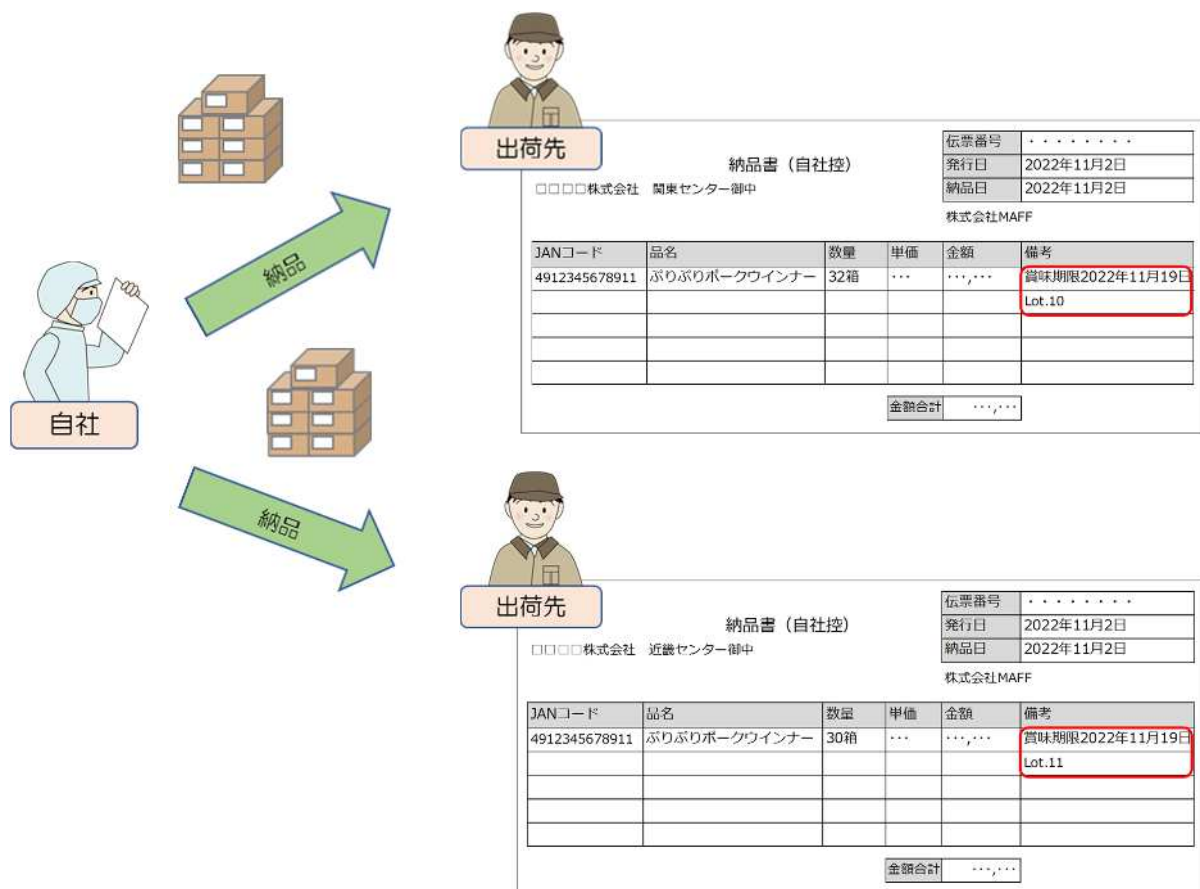 出荷先
納品書（自社控）
伝票番号 ・・・・・・・・
発行日 2022年11月2日
納品日 2022年11月2日
□□□□株式会社 関東センター御中
株式会社MAFF
JANコード 品名 数量 単価 金額 備考
4912345678911 ぷりぷりポークウインナー 32箱 ・・・ ・・・,・・・ 賞味期限2022年11月19日
Lot.10
金額合計 ・・・,・・・
納品
自社
納品
出荷先
納品書（自社控）
伝票番号 ・・・・・・・・
発行日 2022年11月2日
納品日 2022年11月2日
□□□□株式会社 近畿センター御中
株式会社MAFF
JANコード 品名 数量 単価 金額 備考
4912345678911 ぷりぷりポークウインナー 30箱 ・・・ ・・・,・・・ 賞味期限2022年11月19日
Lot.11
金額合計 ・・・,・・・